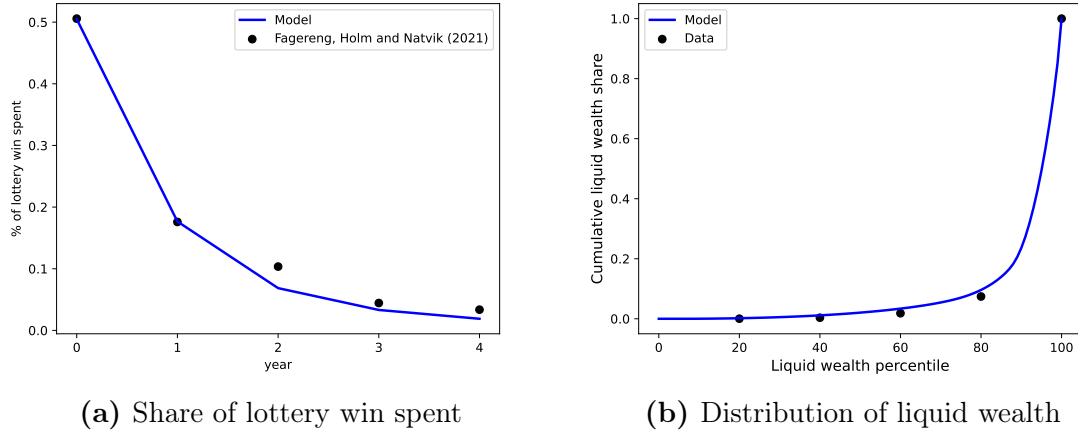 0.5
0.4
0.3
0.2
0.1
0.0
% of lottery win spent
Model
Fagereng, Holm and Natvik (2021)
0 1 2 3 4
year
(a) Share of lottery win spent
1.0
0.8
0.6
0.4
0.2
0.0
Cumulative liquid wealth share
Model
Data
0 20 40 60 80 100
Liquid wealth percentile
(b) Distribution of liquid wealth